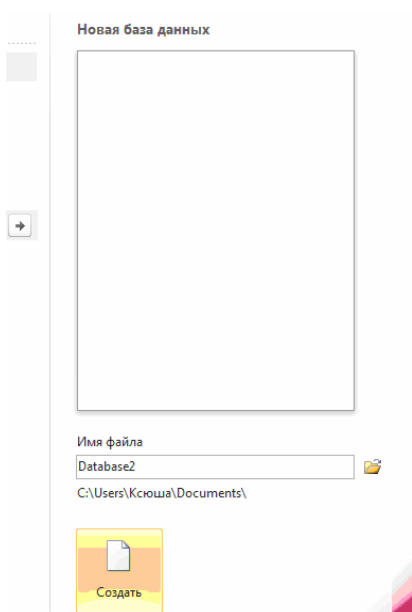 Новая база данных
Имя файла
Database2
C:\Users\Ксюша\Documents\
Создать